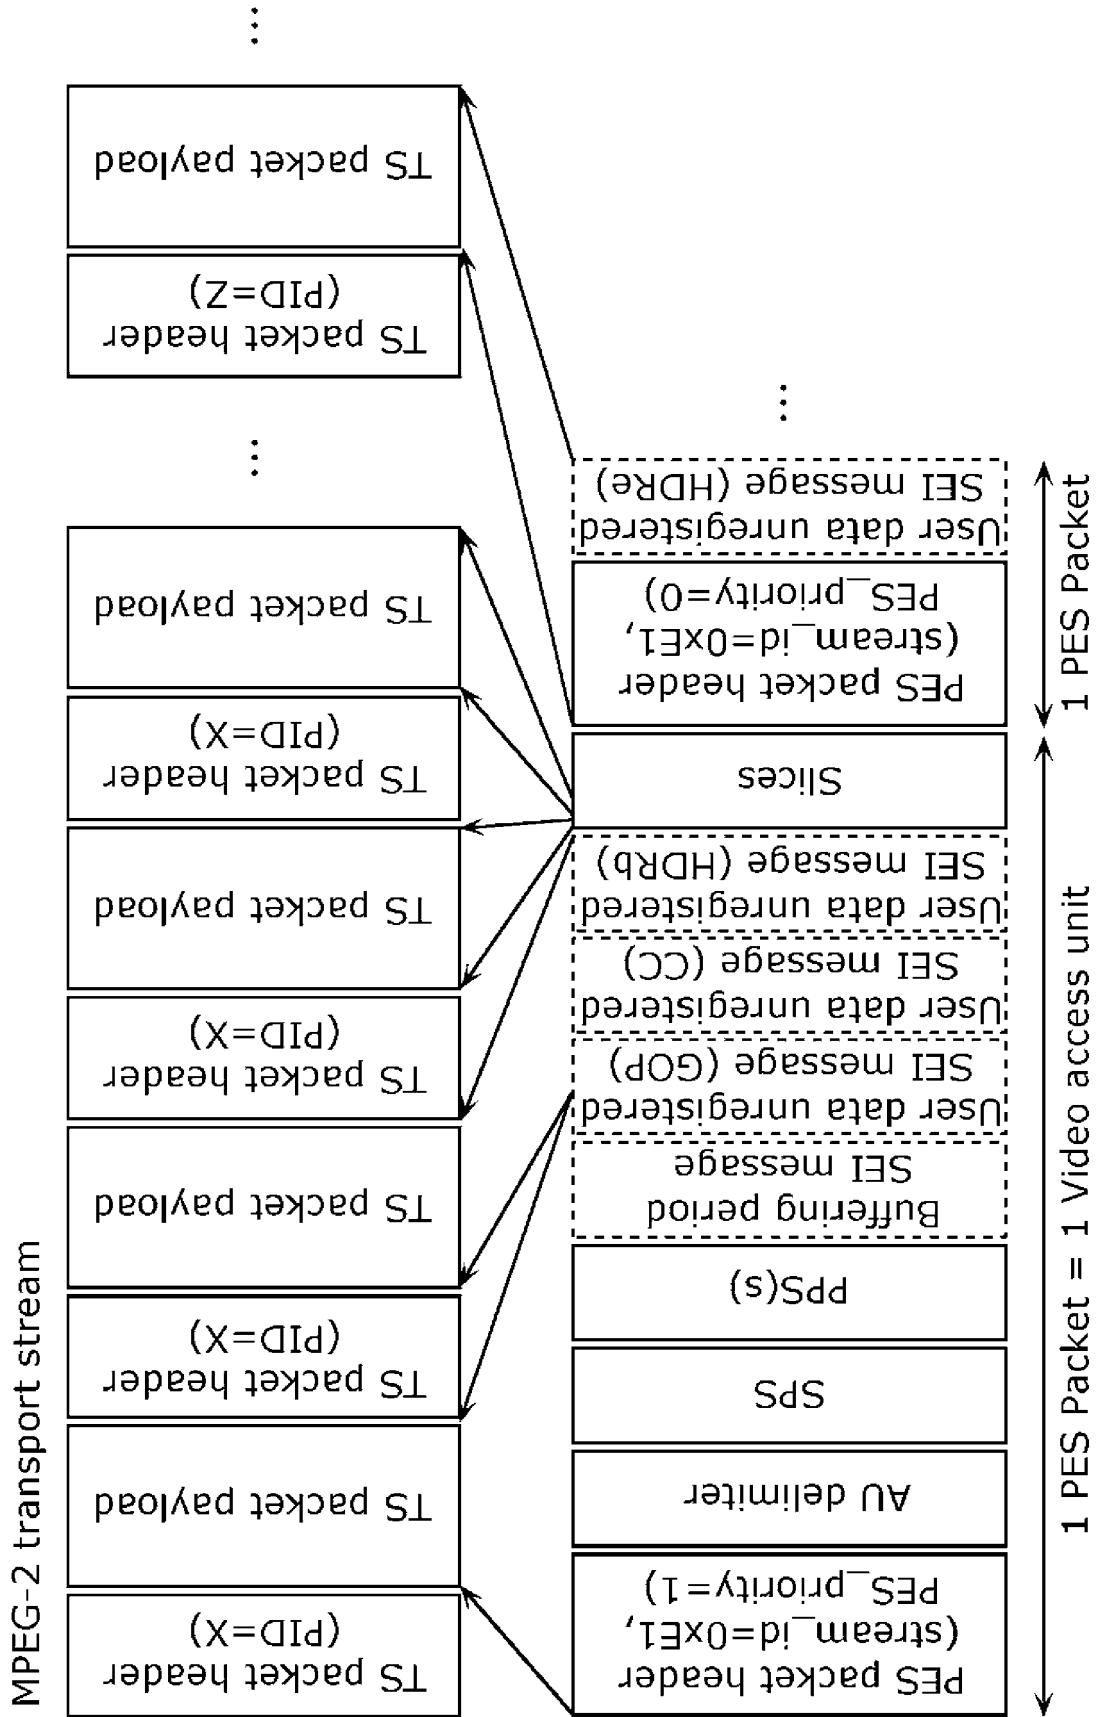 MPEG-2 transport stream
TS packet header
(PID=X)
TS packet payload
TS packet header
(PID=X)
TS packet payload
TS packet header
(PID=X)
TS packet payload
TS packet header
(PID=X)
TS packet payload
...
TS packet header
(PID=Z)
TS packet payload
...
PES packet header
(stream_id=0xE1,
PES_priority=1)
AU delimiter
SPS
PPS(s)
Buffering period
SEI message
User data unregistered
SEI message (GOP)
User data unregistered
SEI message (CC)
User data unregistered
SEI message (HDRb)
Slices
PES packet header
(stream_id=0xE1,
PES_priority=0)
User data unregistered
SEI message (HDRe)
...
1 PES Packet = 1 Video access unit
1 PES Packet